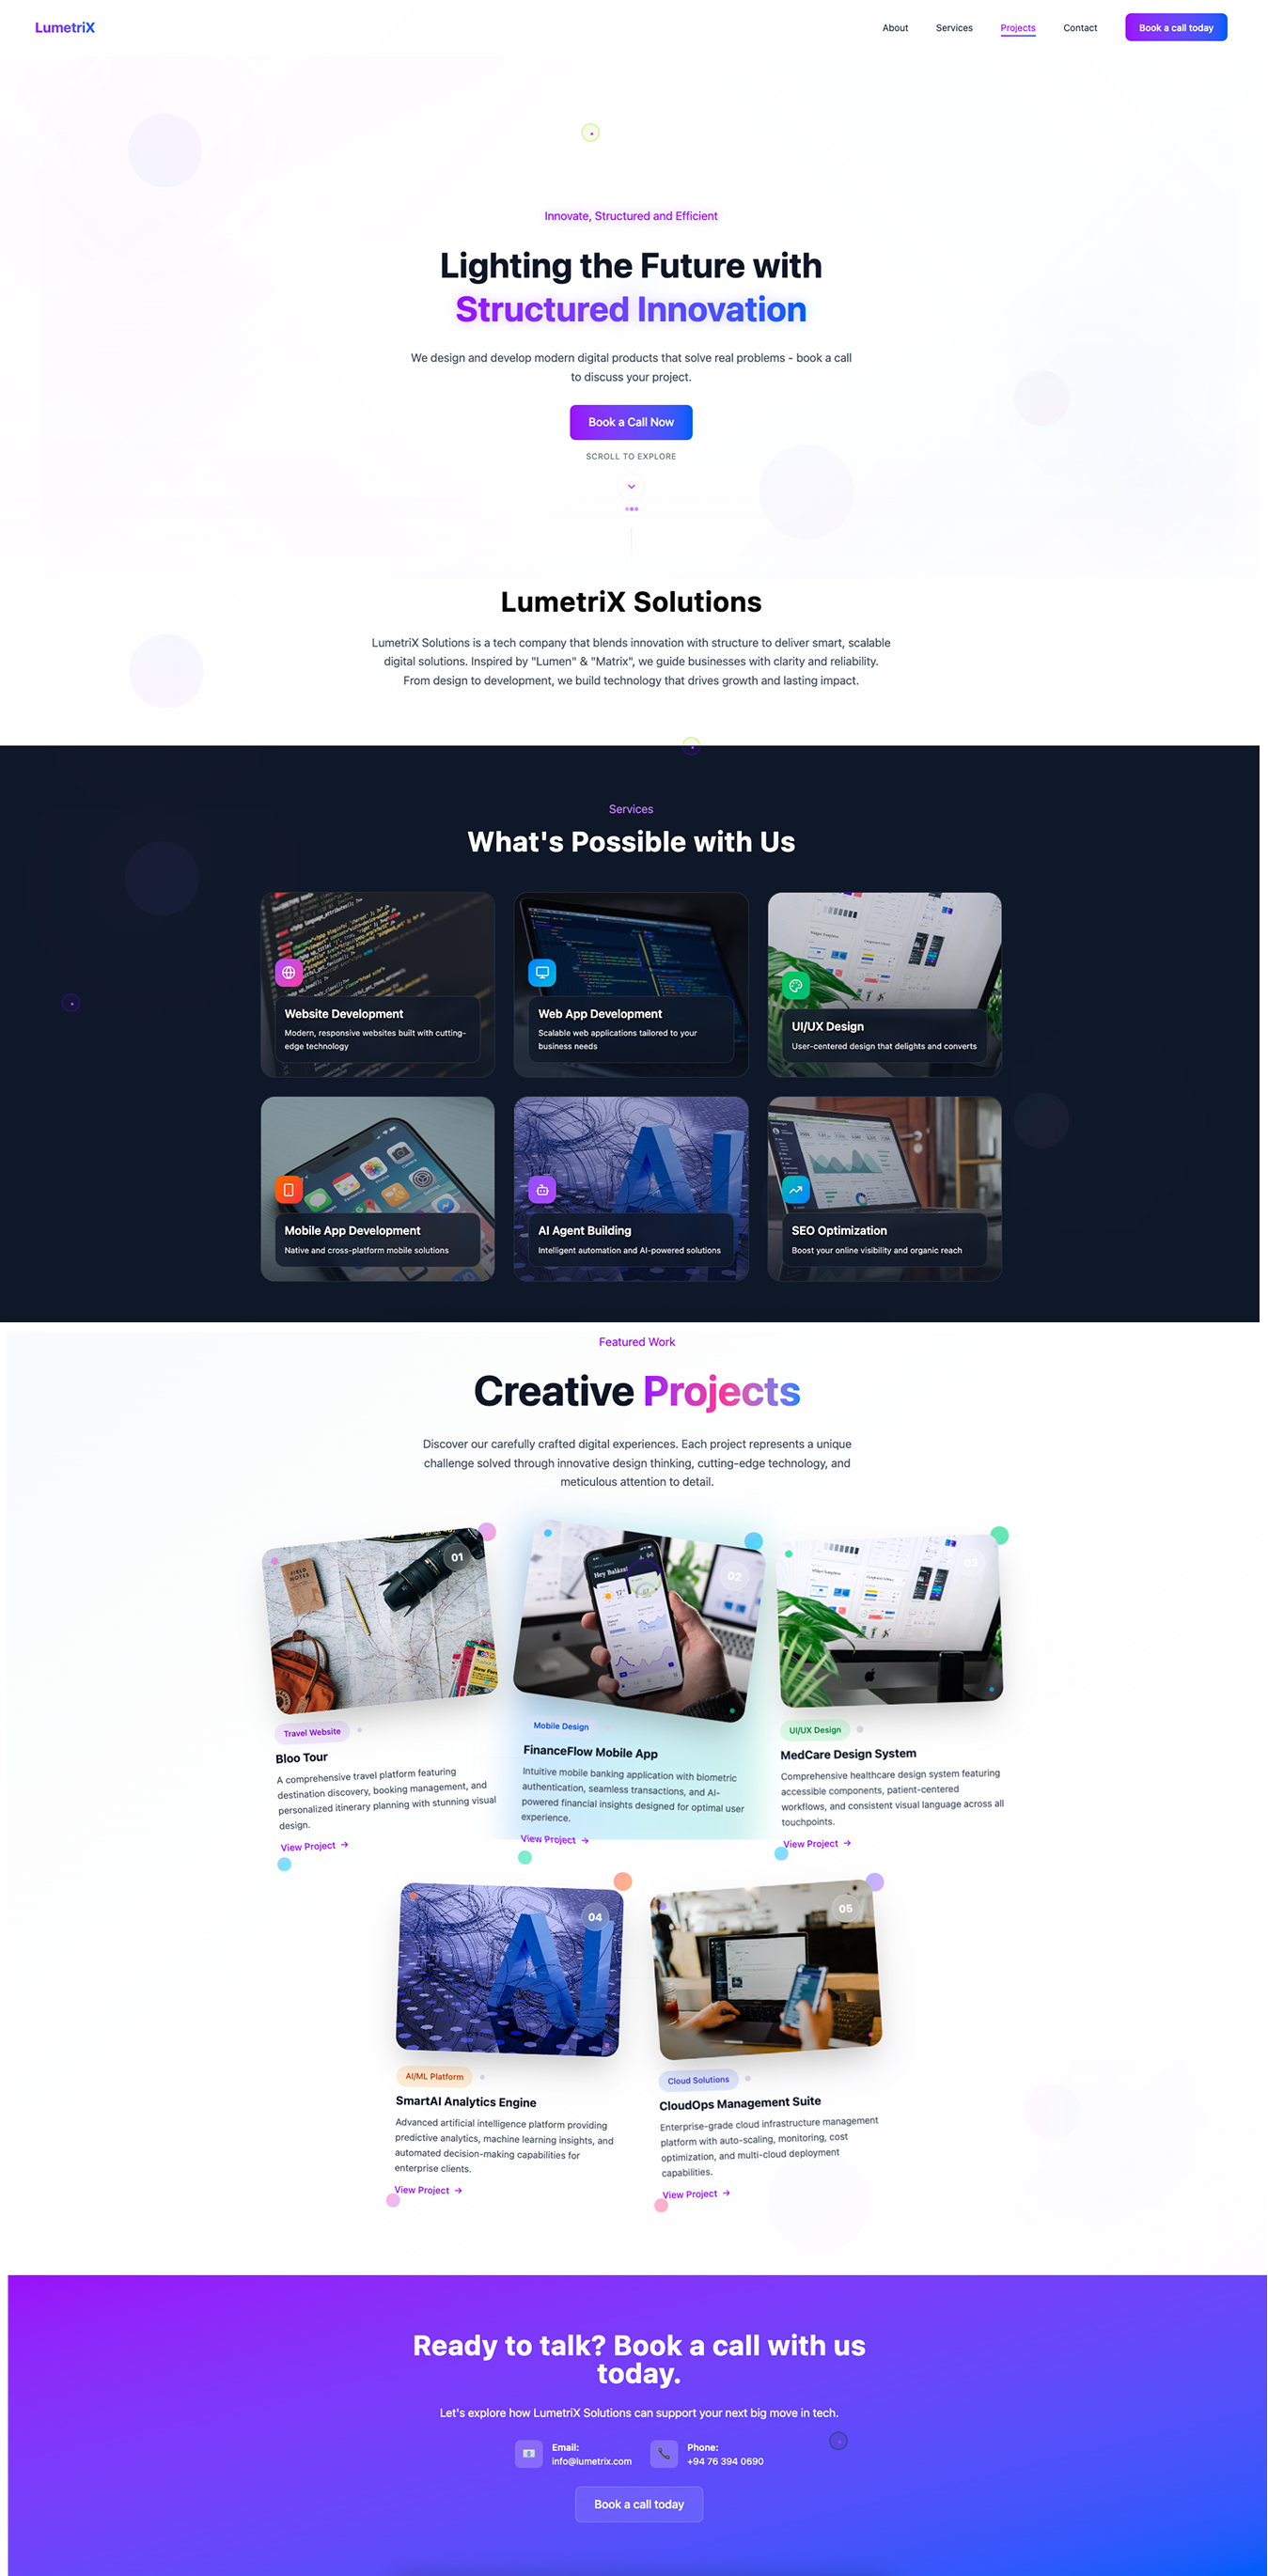 LumetriX
About
Services
Projects
Contact
Book a call today
Innovate, Structured and Efficient
Lighting the Future with
Structured Innovation
We design and develop modern digital products that solve real problems - book a call
to discuss your project.
Book a Call Now
SCROLL TO EXPLORE
LumetriX Solutions
LumetriX Solutions is a tech company that blends innovation with structure to deliver smart, scalable
digital solutions. Inspired by "Lumen" & "Matrix", we guide businesses with clarity and reliability.
From design to development, we build technology that drives growth and lasting impact.
Services
What's Possible with Us
Website Development
Modern, responsive websites built with cutting-
edge technology
Web App Development
Scalable web applications tailored to your
business needs
UI/UX Design
User-centered design that delights and converts
Mobile App Development
Native and cross-platform mobile solutions
AI
AI Agent Building
Intelligent automation and AI-powered solutions
SEO Optimization
Boost your online visibility and organic reach
Featured Work
Creative Projects
Discover our carefully crafted digital experiences. Each project represents a unique
challenge solved through innovative design thinking, cutting-edge technology, and
meticulous attention to detail.
FIELD
NOTES
01
Travel Website
Bloo Tour
A comprehensive travel platform featuring
destination discovery, booking management, and
personalized itinerary planning with stunning visual
design.
View Project →
Hey Balázs!
17°
02
Mobile Design
FinanceFlow Mobile App
Intuitive mobile banking application with biometric
authentication, seamless transactions, and AI-
powered financial insights designed for optimal user
experience.
View Project →
03
UI/UX Design
MedCare Design System
Comprehensive healthcare design system featuring
accessible components, patient-centered
workflows, and consistent visual language across all
touchpoints.
View Project →
AI
04
AI/ML Platform
SmartAI Analytics Engine
Advanced artificial intelligence platform providing
predictive analytics, machine learning insights, and
automated decision-making capabilities for
enterprise clients.
View Project →
05
Cloud Solutions
CloudOps Management Suite
Enterprise-grade cloud infrastructure management
platform with auto-scaling, monitoring, cost
optimization, and multi-cloud deployment
capabilities.
View Project →
Ready to talk? Book a call with us
today.
Let's explore how LumetriX Solutions can support your next big move in tech.
Email:
info@lumetrix.com
Phone:
+94 76 394 0690
Book a call today